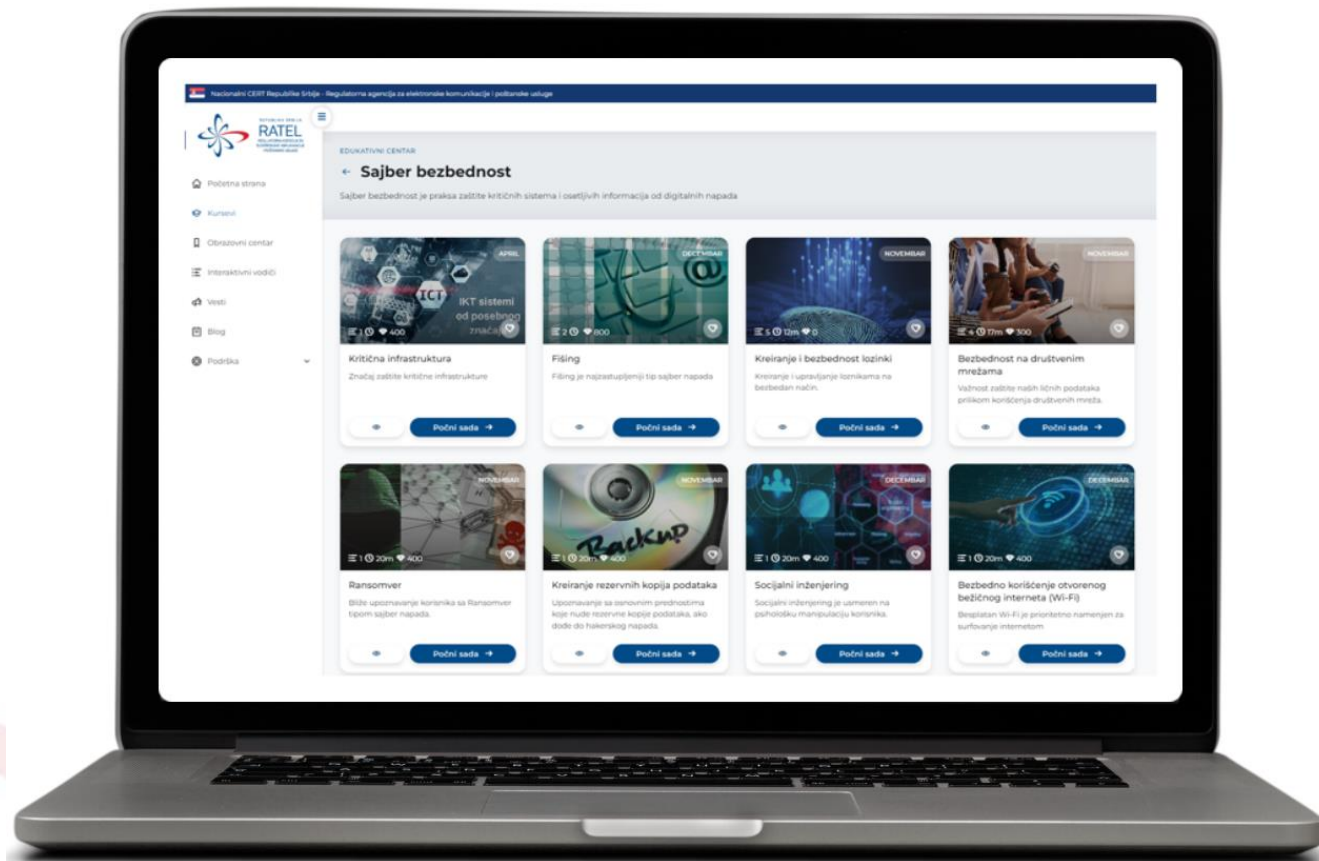 Nacionalni CERT Republike Srbije - Regulatorna agencija za elektronske komunikacije i poštanske usluge
REPUBLIKA SRBIJA
RATEL
Početna strana
Kursevi
Obrazovni centar
Interaktivni vodiči
Vesti
Blog
Podrška
EDUKATIVNI CENTAR
← Sajber bezbednost
Sajber bezbednost je praksa zaštite kritičnih sistema i osetljivih informacija od digitalnih napada
APRIL
ICT
IKT sistemi
od posebnog
značaja
1 400
Kritična infrastruktura
Značaj zaštite kritične infrastrukture
Počni sada →
DECEMBAR
@
2 800
Fišing
Fišing je najzastupljeniji tip sajber napada
Počni sada →
NOVEMBAR
5 12m 0
Kreiranje i bezbednost lozinki
Kreiranje i upravljanje loznikama na
bezbedan način.
Počni sada →
NOVEMBAR
4 17m 300
Bezbednost na društvenim
mrežama
Važnost zaštite naših ličnih podataka
prilikom korišćenja društvenih mreža.
Počni sada →
NOVEMBAR
1 20m 400
Ransomver
Bliže upoznavanje korisnika sa Ransomver
tipom sajber napada.
Počni sada →
NOVEMBAR
Backup
1 20m 400
Kreiranje rezervnih kopija podataka
Upoznavanje sa osnovnim prednostima
koje nude rezervne kopije podataka, ako
dođe do hakerskog napada.
Počni sada →
DECEMBAR
1 20m 400
Socijalni inženjering
Socijalni inženjering je usmeren na
psihološku manipulaciju korisnika.
Počni sada →
DECEMBAR
1 20m 400
Bezbedno korišćenje otvorenog
bežičnog interneta (Wi-Fi)
Besplatan Wi-Fi je prioritetno namenjen za
surfovanje internetom
Počni sada →